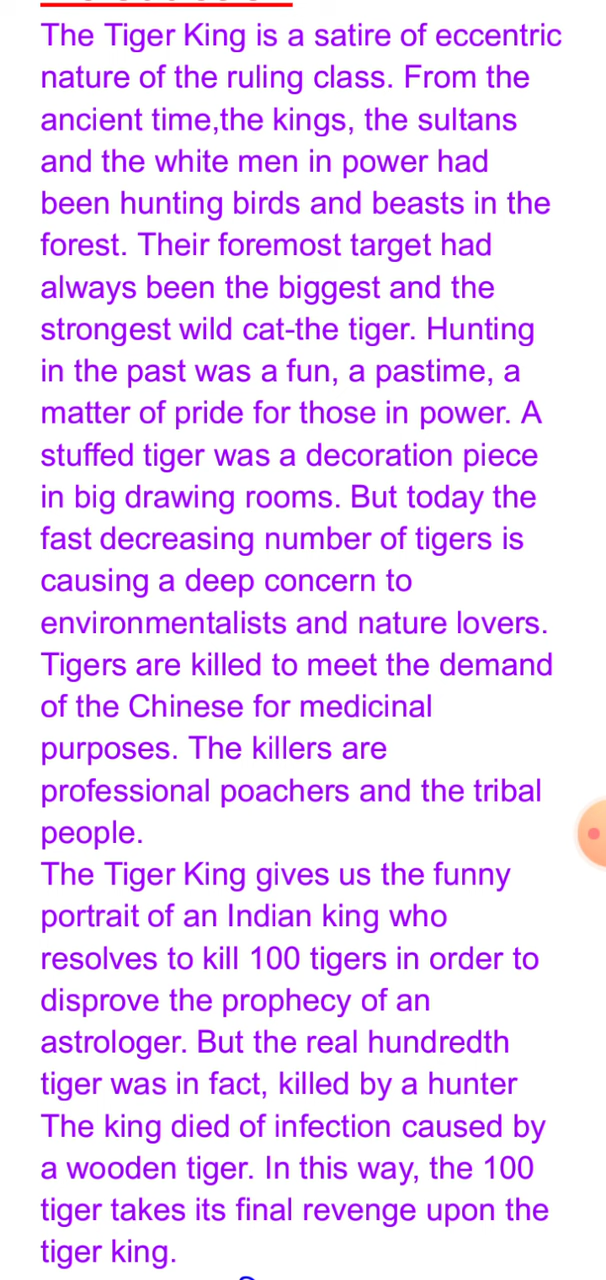 The Tiger King is a satire of eccentric
nature of the ruling class. From the
ancient time,the kings, the sultans
and the white men in power had
been hunting birds and beasts in the
forest. Their foremost target had
always been the biggest and the
strongest wild cat-the tiger. Hunting
in the past was a fun, a pastime, a
matter of pride for those in power. A
stuffed tiger was a decoration piece
in big drawing rooms. But today the
fast decreasing number of tigers is
causing a deep concern to
environmentalists and nature lovers.
Tigers are killed to meet the demand
of the Chinese for medicinal
purposes. The killers are
professional poachers and the tribal
people.
The Tiger King gives us the funny
portrait of an Indian king who
resolves to kill 100 tigers in order to
disprove the prophecy of an
astrologer. But the real hundredth
tiger was in fact, killed by a hunter
The king died of infection caused by
a wooden tiger. In this way, the 100
tiger takes its final revenge upon the
tiger king.